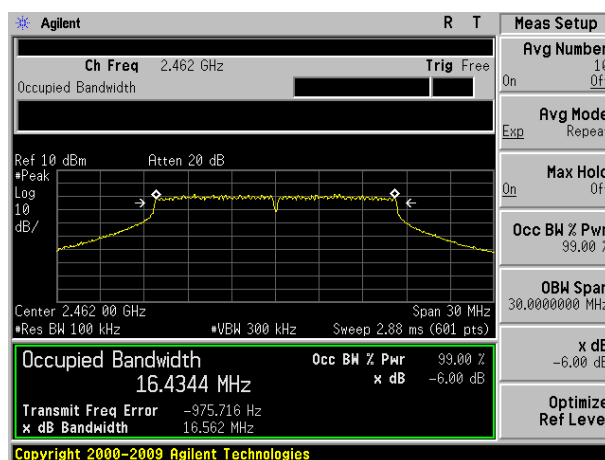 Agilent R T Meas Setup
Ch Freq 2.462 GHz Trig Free
Occupied Bandwidth
Avg Number
10
On Off
Avg Mode
Exp Repeat
Max Hold
On Off
Occ BW % Pwr
99.00 %
OBW Span
30.0000000 MHz
x dB
-6.00 dB
Optimize
Ref Level
Ref 10 dBm Atten 20 dB
#Peak
Log
10
dB/
Center 2.462 00 GHz Span 30 MHz
#Res BW 100 kHz #VBW 300 kHz Sweep 2.88 ms (601 pts)
Occupied Bandwidth Occ BW % Pwr 99.00 %
16.4344 MHz x dB -6.00 dB
Transmit Freq Error -975.716 Hz
x dB Bandwidth 16.562 MHz
Copyright 2000-2009 Agilent Technologies